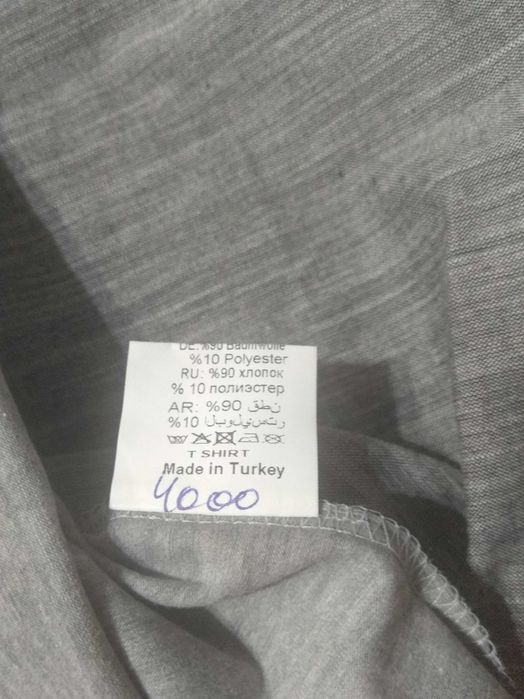 DE: %90 Baumwolle
%10 Polyester
RU: %90 хлопок
% 10 полиэстер
AR: %90 قطن
%10 البوليستر
T SHIRT
Made in Turkey
4000